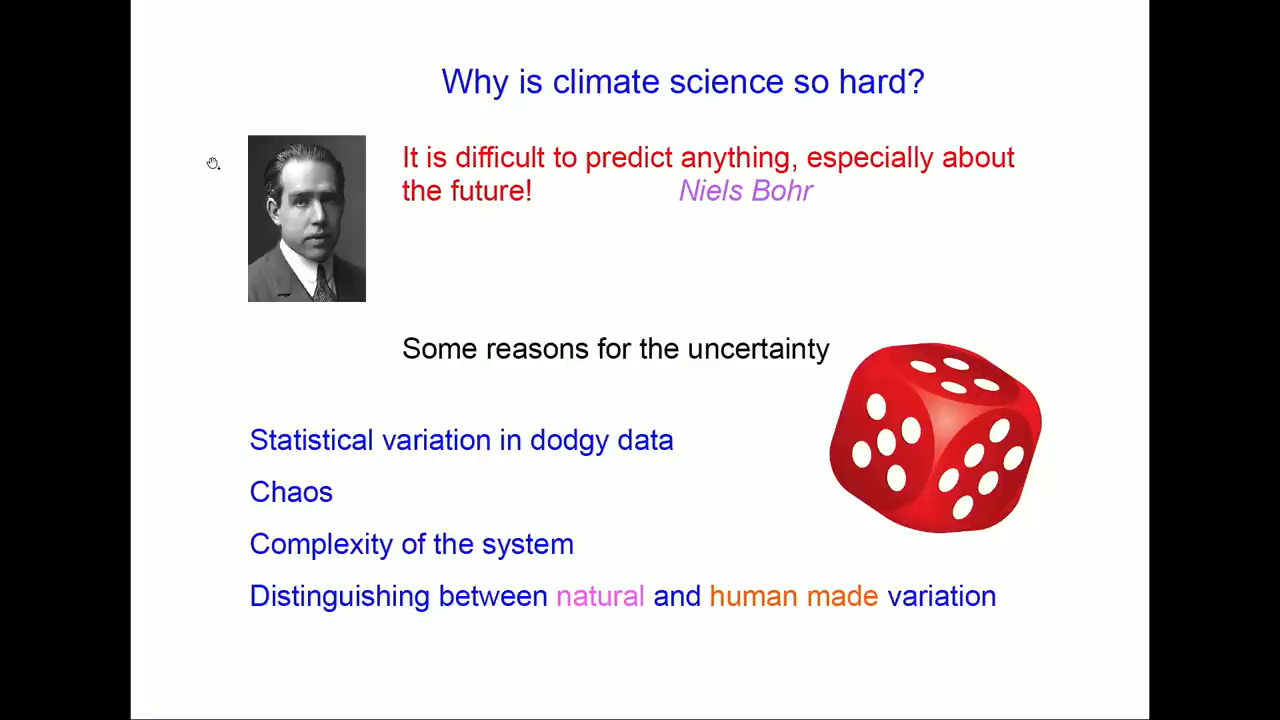 Why is climate science so hard?
It is difficult to predict anything, especially about
the future! Niels Bohr
Some reasons for the uncertainty
Statistical variation in dodgy data
Chaos
Complexity of the system
Distinguishing between natural and human made variation